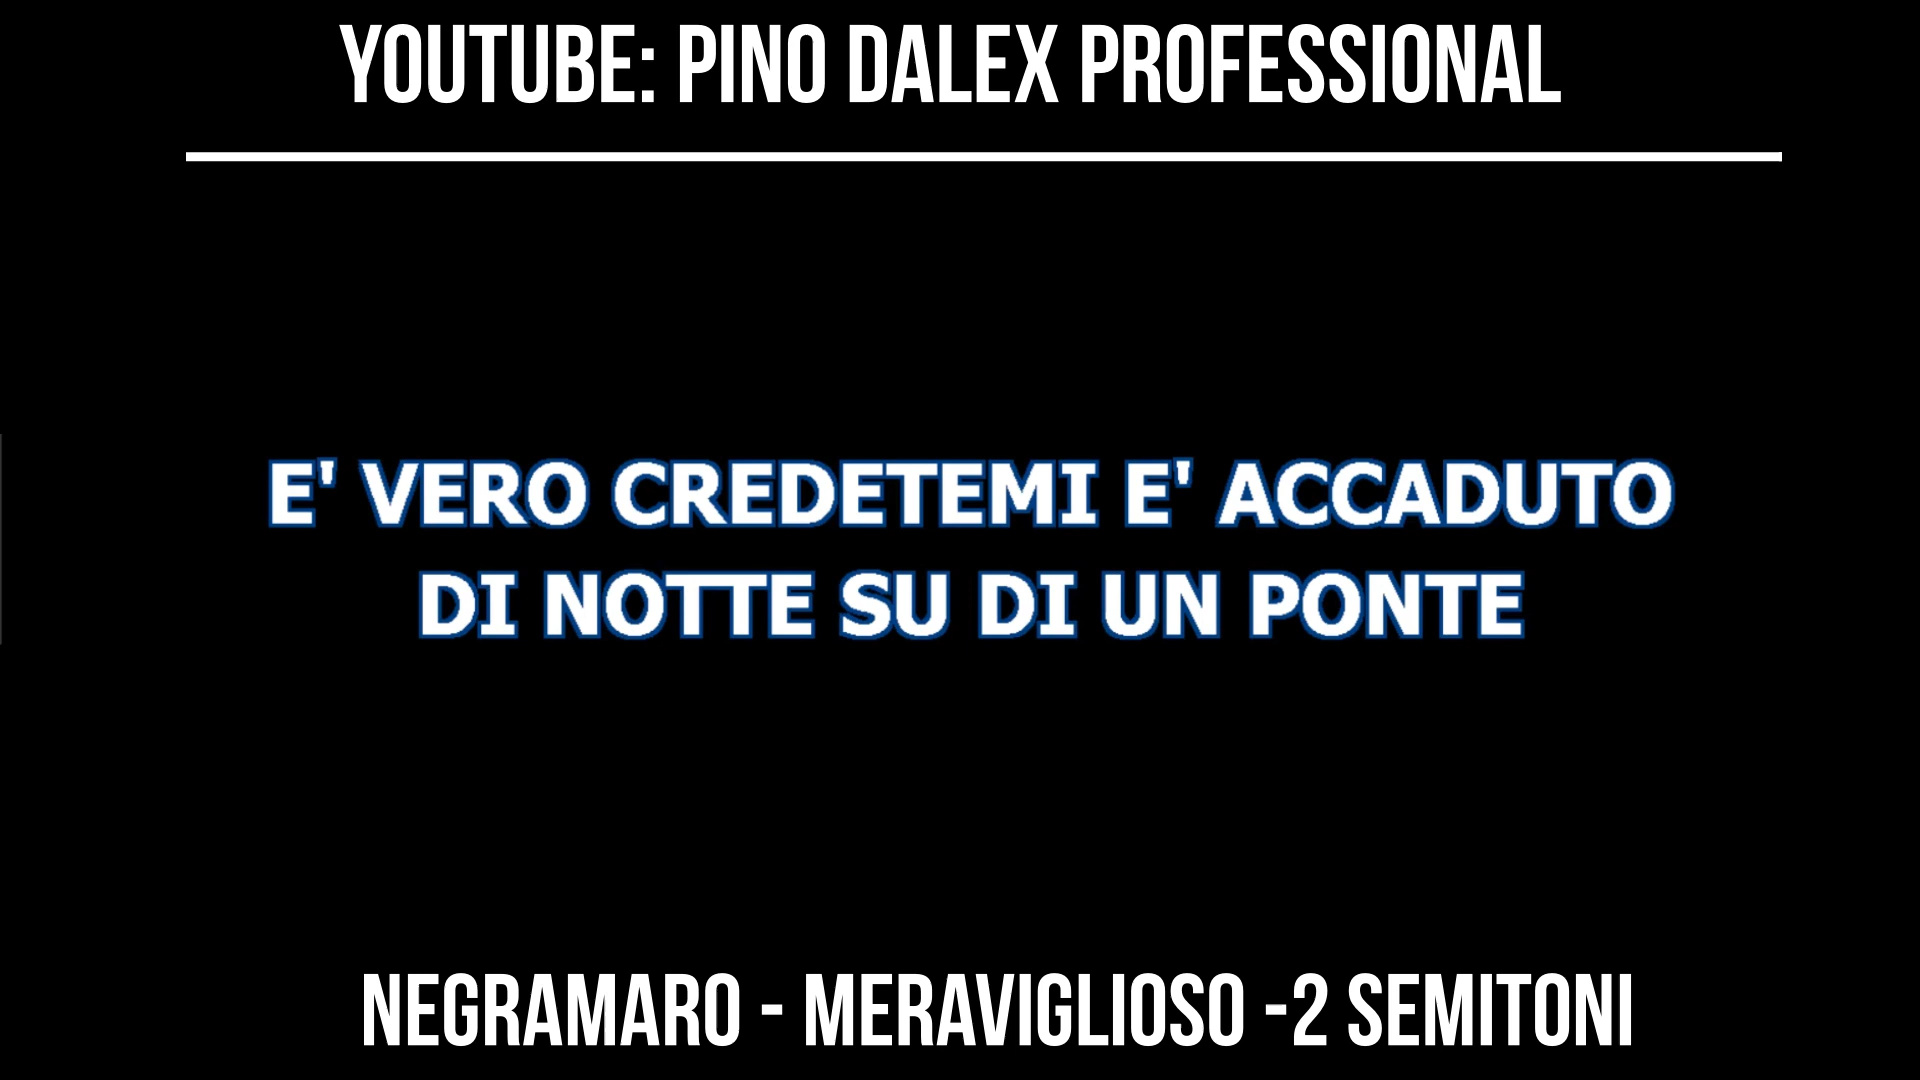 YOUTUBE: PINO DALEX PROFESSIONAL
E' VERO CREDETEMI E' ACCADUTO
DI NOTTE SU DI UN PONTE
NEGRAMARO - MERAVIGLIOSO -2 SEMITONI